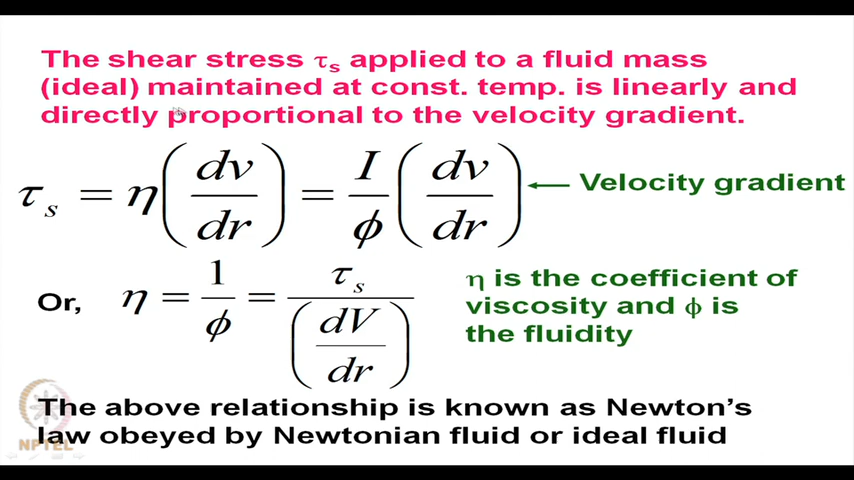 The shear stress τs applied to a fluid mass
(ideal) maintained at const. temp. is linearly and
directly proportional to the velocity gradient.
τs = η(dv/dr) = I/ϕ (dv/dr) ← Velocity gradient
Or, η = 1/ϕ = τs/(dV/dr)
η is the coefficient of
viscosity and ϕ is
the fluidity
The above relationship is known as Newton's
law obeyed by Newtonian fluid or ideal fluid
NPTEL